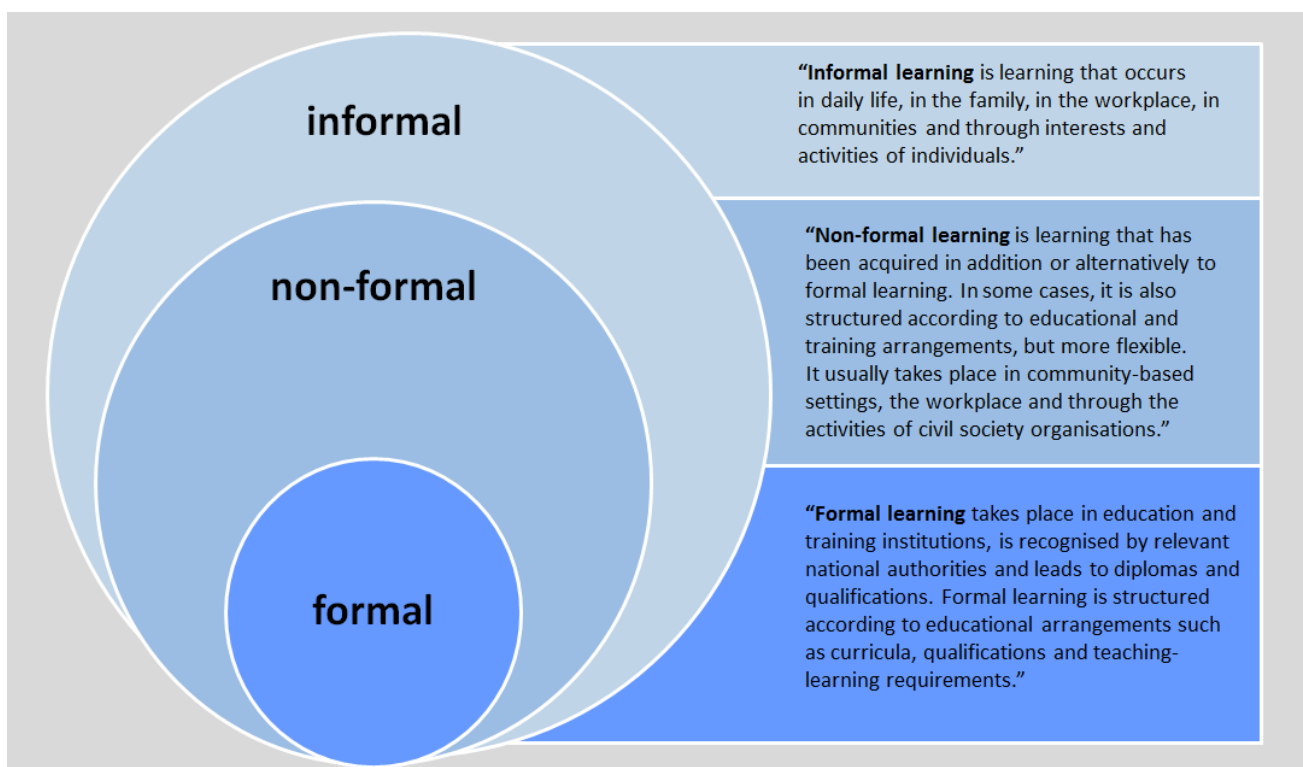 informal
non-formal
formal
“Informal learning is learning that occurs
in daily life, in the family, in the workplace, in
communities and through interests and
activities of individuals.”
“Non-formal learning is learning that has
been acquired in addition or alternatively to
formal learning. In some cases, it is also
structured according to educational and
training arrangements, but more flexible.
It usually takes place in community-based
settings, the workplace and through the
activities of civil society organisations.”
“Formal learning takes place in education and
training institutions, is recognised by relevant
national authorities and leads to diplomas and
qualifications. Formal learning is structured
according to educational arrangements such
as curricula, qualifications and teaching-
learning requirements.”